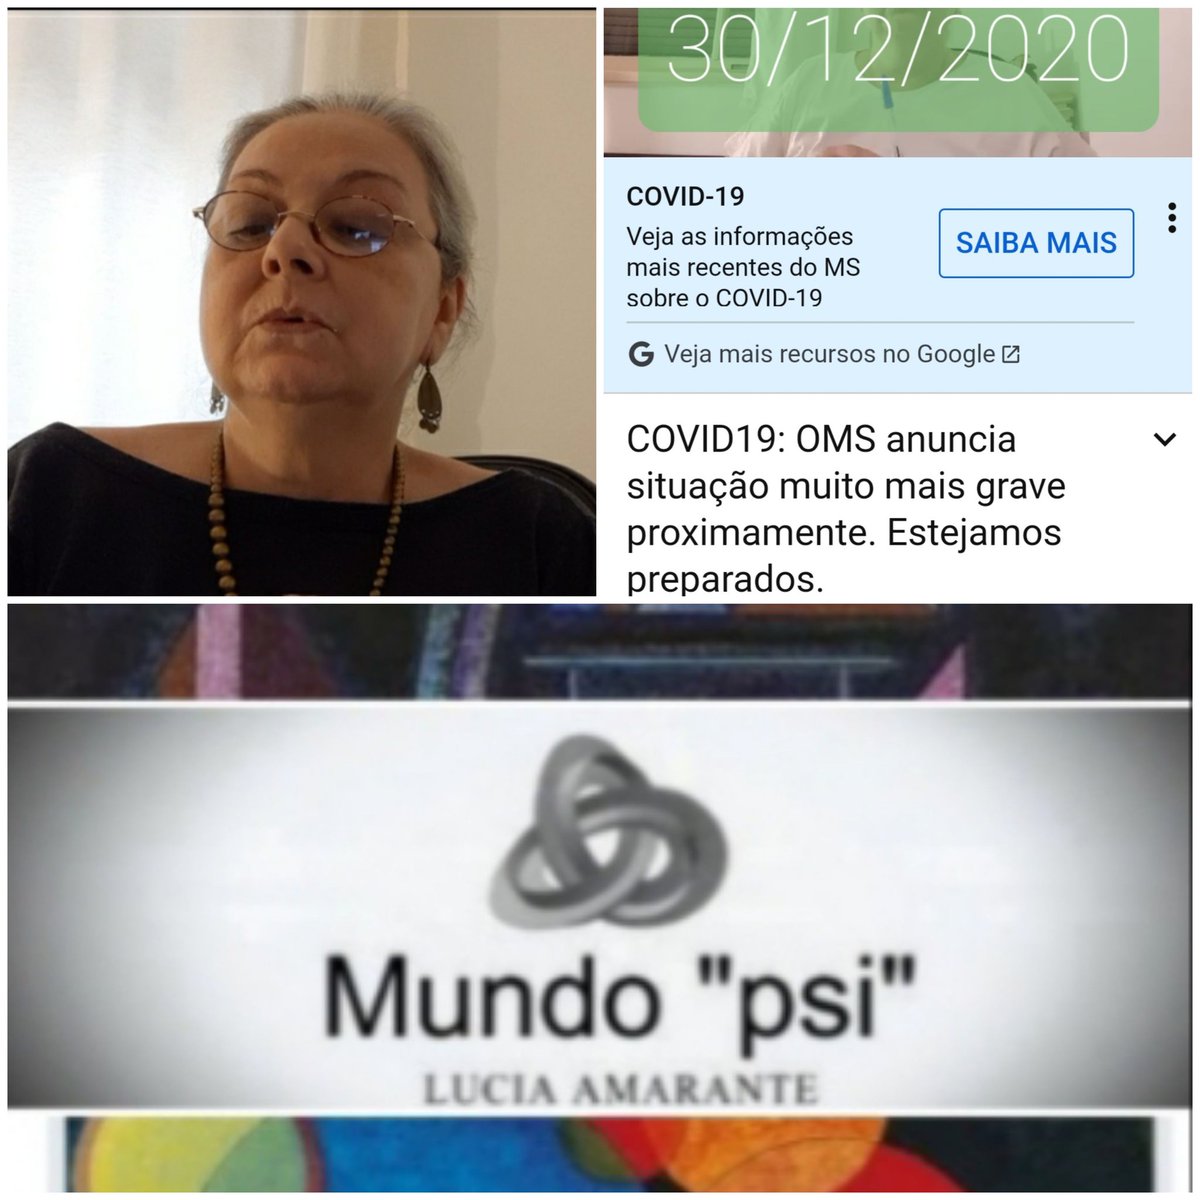 30/12/2020
COVID-19
Veja as informações
mais recentes do MS
sobre o COVID-19
SAIBA MAIS
G Veja mais recursos no Google
COVID19: OMS anuncia
situação muito mais grave
proximamente. Estejamos
preparados.
Mundo "psi"
LUCIA AMARANTE